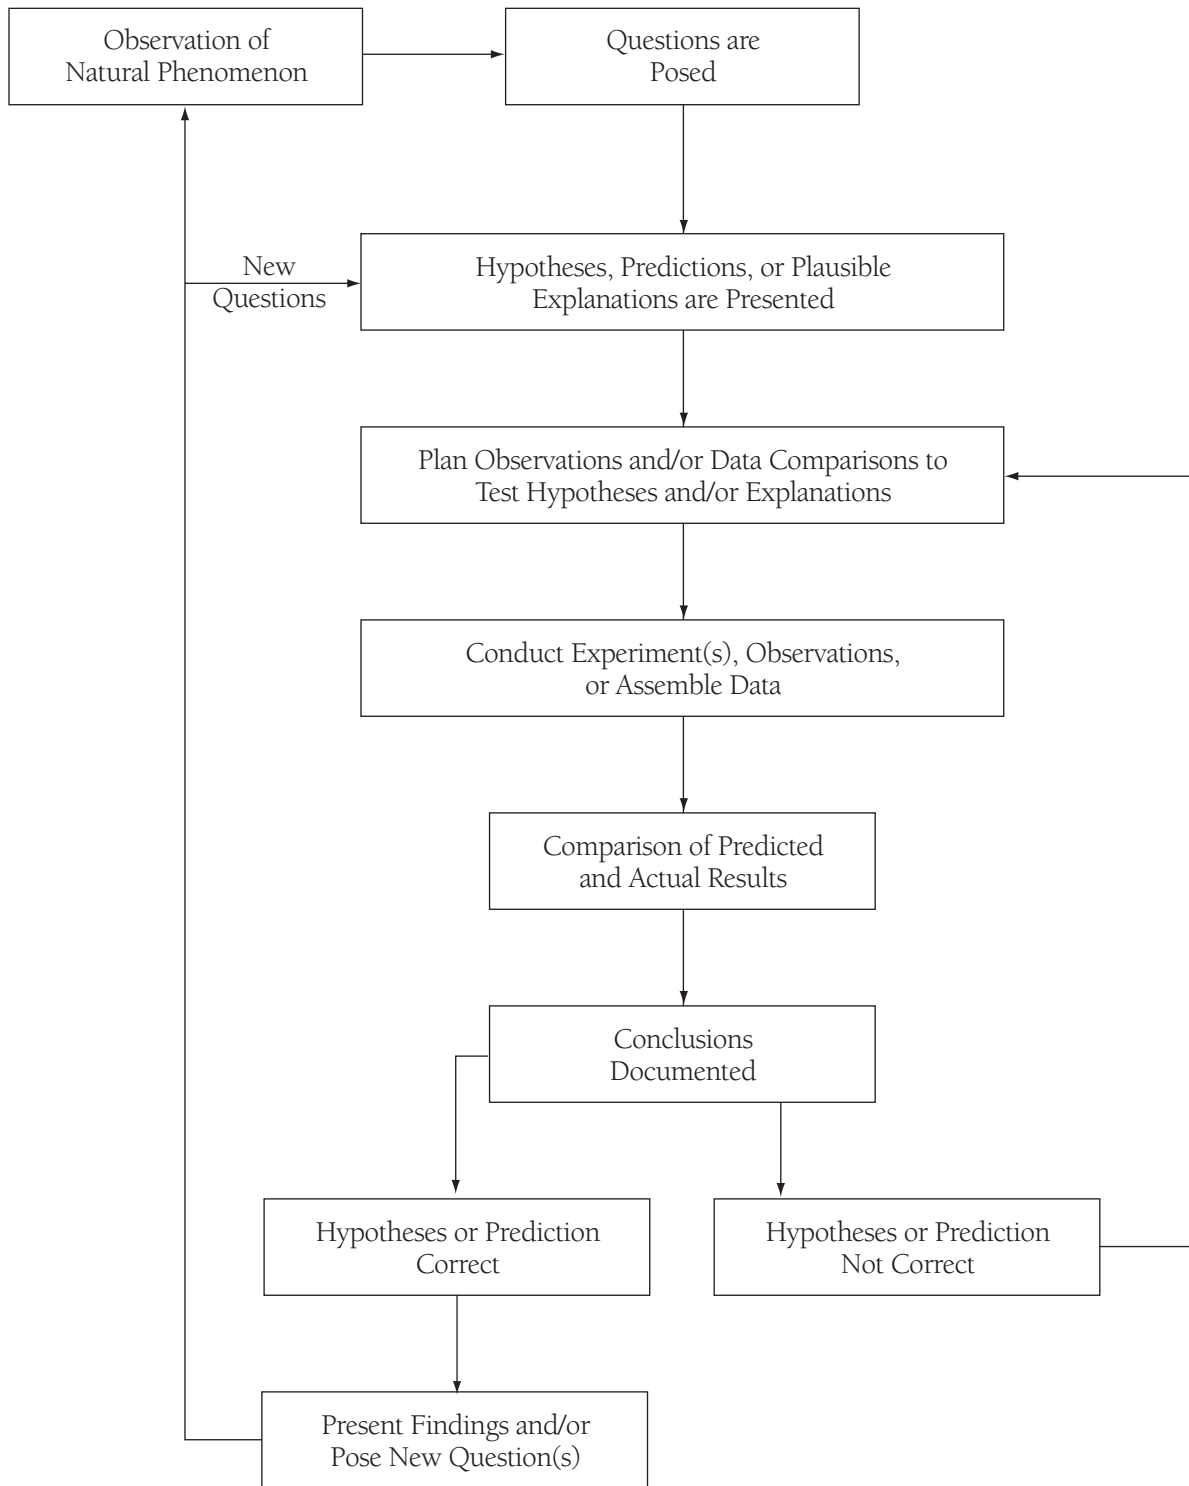 Observation of
Natural Phenomenon
Questions are
Posed
New
Questions
Hypotheses, Predictions, or Plausible
Explanations are Presented
Plan Observations and/or Data Comparisons to
Test Hypotheses and/or Explanations
Conduct Experiment(s), Observations,
or Assemble Data
Comparison of Predicted
and Actual Results
Conclusions
Documented
Hypotheses or Prediction
Correct
Hypotheses or Prediction
Not Correct
Present Findings and/or
Pose New Question(s)